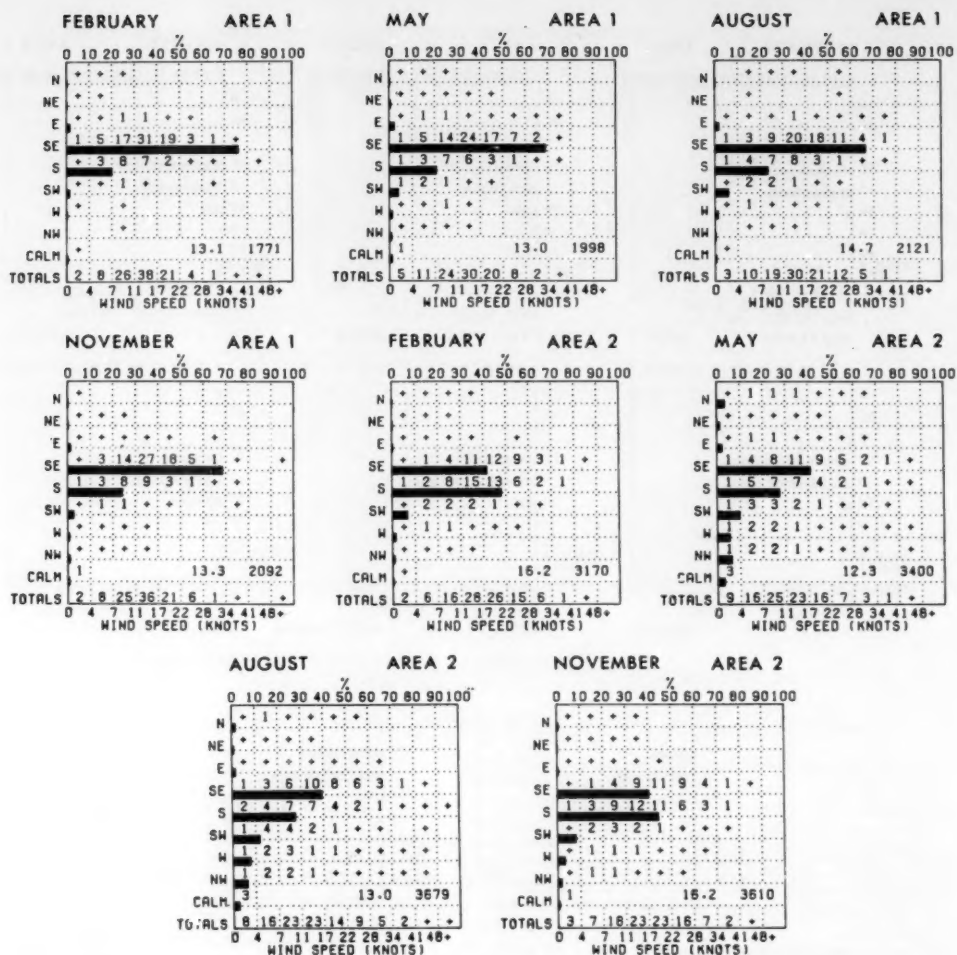 FEBRUARY AREA 1
%
0 10 20 30 40 50 60 70 80 90 100
N + + +
NE + +
E + + 1 1 + +
SE 1 5 17 31 19 3 1 +
S + 3 8 7 2 + + +
SW + + 1 + +
W +
NW +
CALM + 13.1 1771
TOTALS 2 8 26 38 21 4 1 + +
0 4 7 11 17 22 28 34 41 48+
WIND SPEED (KNOTS)
MAY AREA 1
%
0 10 20 30 40 50 60 70 80 90 100
N + + +
NE + + + + +
E + + 1 + + + + +
SE 1 5 14 24 17 7 2 +
S 1 3 7 6 3 1 + +
SW 1 2 1 + +
W + + 1 +
NW + + + +
CALM 1 13.0 1998
TOTALS 5 11 24 30 20 8 2 +
0 4 7 11 17 22 28 34 41 48+
WIND SPEED (KNOTS)
AUGUST AREA 1
%
0 10 20 30 40 50 60 70 80 90 100
N + + +
NE + +
E + + + 1 + + + +
SE 1 3 9 20 18 11 4 1
S 1 4 7 8 3 1 + +
SW + 2 2 1 + +
W + 1 + + + +
NW + + + +
CALM + 14.7 2121
TOTALS 3 10 19 30 21 12 5 1
0 4 7 11 17 22 28 34 41 48+
WIND SPEED (KNOTS)
NOVEMBER AREA 1
%
0 10 20 30 40 50 60 70 80 90 100
N +
NE + + +
E + + + + + +
SE + 3 14 27 18 5 1 + +
S 1 3 8 9 3 1 + +
SW + 1 1 + + +
W + + + +
NW + + + +
CALM 1 13.3 2092
TOTALS 2 8 25 36 21 6 1 + +
0 4 7 11 17 22 28 34 41 48+
WIND SPEED (KNOTS)
FEBRUARY AREA 2
%
0 10 20 30 40 50 60 70 80 90 100
N + + + +
NE + + +
E + + + + +
SE + 1 4 11 12 9 3 1 +
S 1 2 8 15 13 6 2 1
SW + 2 2 2 1 + +
W + 1 1 + + +
NW + + + + +
CALM + 16.2 3170
TOTALS 2 6 16 28 26 15 6 1 +
0 4 7 11 17 22 28 34 41 48+
WIND SPEED (KNOTS)
MAY AREA 2
%
0 10 20 30 40 50 60 70 80 90 100
N + 1 1 1 + + +
NE + + + + +
E + 1 1 + + + +
SE 1 4 8 11 9 5 2 1 +
S 1 5 7 7 4 2 1 + +
SW 1 3 3 2 1 + + +
W 1 2 2 1 + + + + +
NW 1 2 2 1 + + + +
CALM 3 12.3 3400
TOTALS 9 16 25 23 16 7 3 1 +
0 4 7 11 17 22 28 34 41 48+
WIND SPEED (KNOTS)
AUGUST AREA 2
%
0 10 20 30 40 50 60 70 80 90 100
N + 1 + + + +
NE + + + +
E + + + + + + +
SE 1 3 6 10 8 6 3 1 +
S 2 4 7 7 4 2 1 + + +
SW 1 4 4 2 1 + + +
W 1 2 3 1 1 + + + +
NW 1 2 2 1 + + + + +
CALM 3 13.0 3679
8 16 23 23 14 9 5 2 + +
0 4 7 11 17 22 28 34 41 48+
WIND SPEED (KNOTS)
NOVEMBER AREA 2
%
0 10 20 30 40 50 60 70 80 90 100
N + + + +
NE + + + +
E + + + + +
SE + 1 4 9 11 9 4 1 +
S 1 3 9 12 11 6 3 1
SW + 2 3 2 1 + + +
W + 1 1 1 + + +
NW + 1 1 + + +
CALM 1 16.2 3610
TOTALS 3 7 18 23 23 16 7 2 +
0 4 7 11 17 22 28 34 41 48+
WIND SPEED (KNOTS)